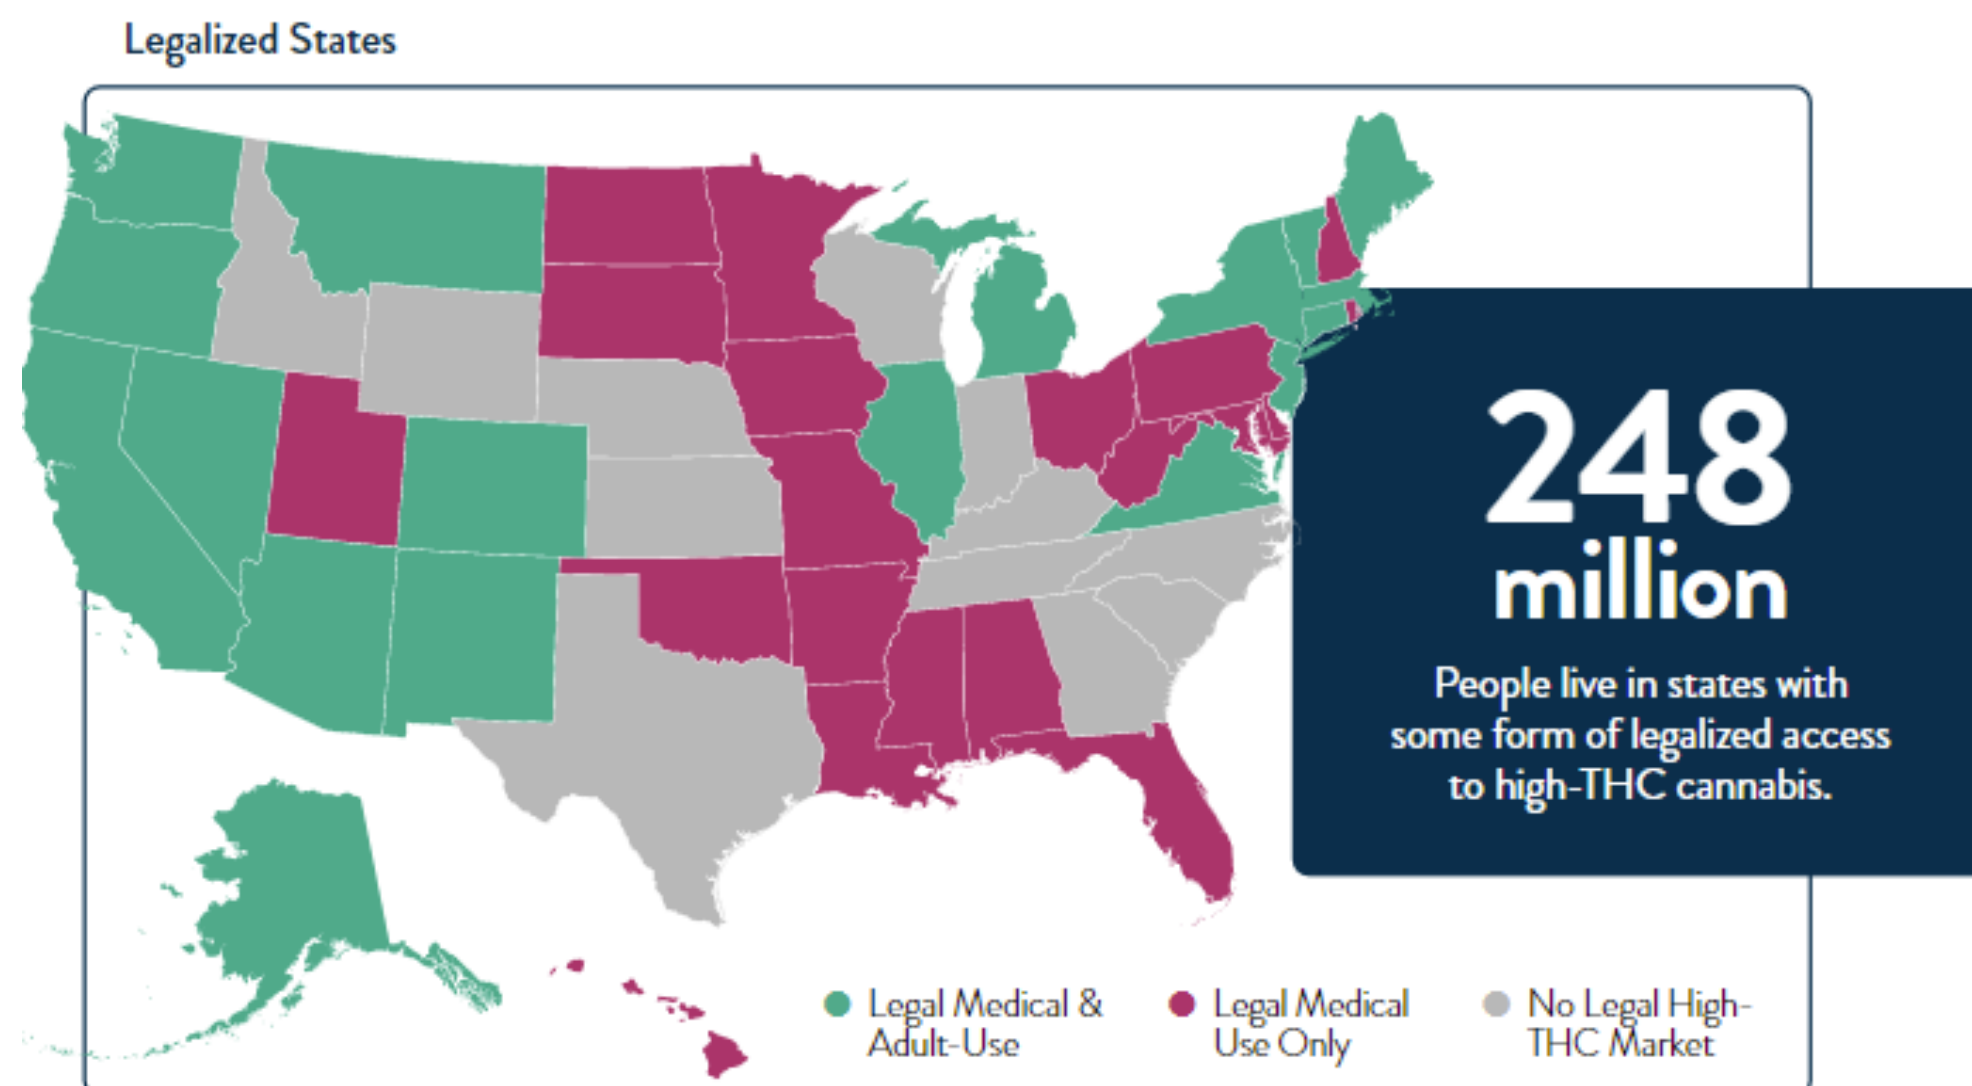 Legalized States
248
million
People live in states with
some form of legalized access
to high-THC cannabis.
Legal Medical &
Adult-Use
Legal Medical
Use Only
No Legal High-
THC Market